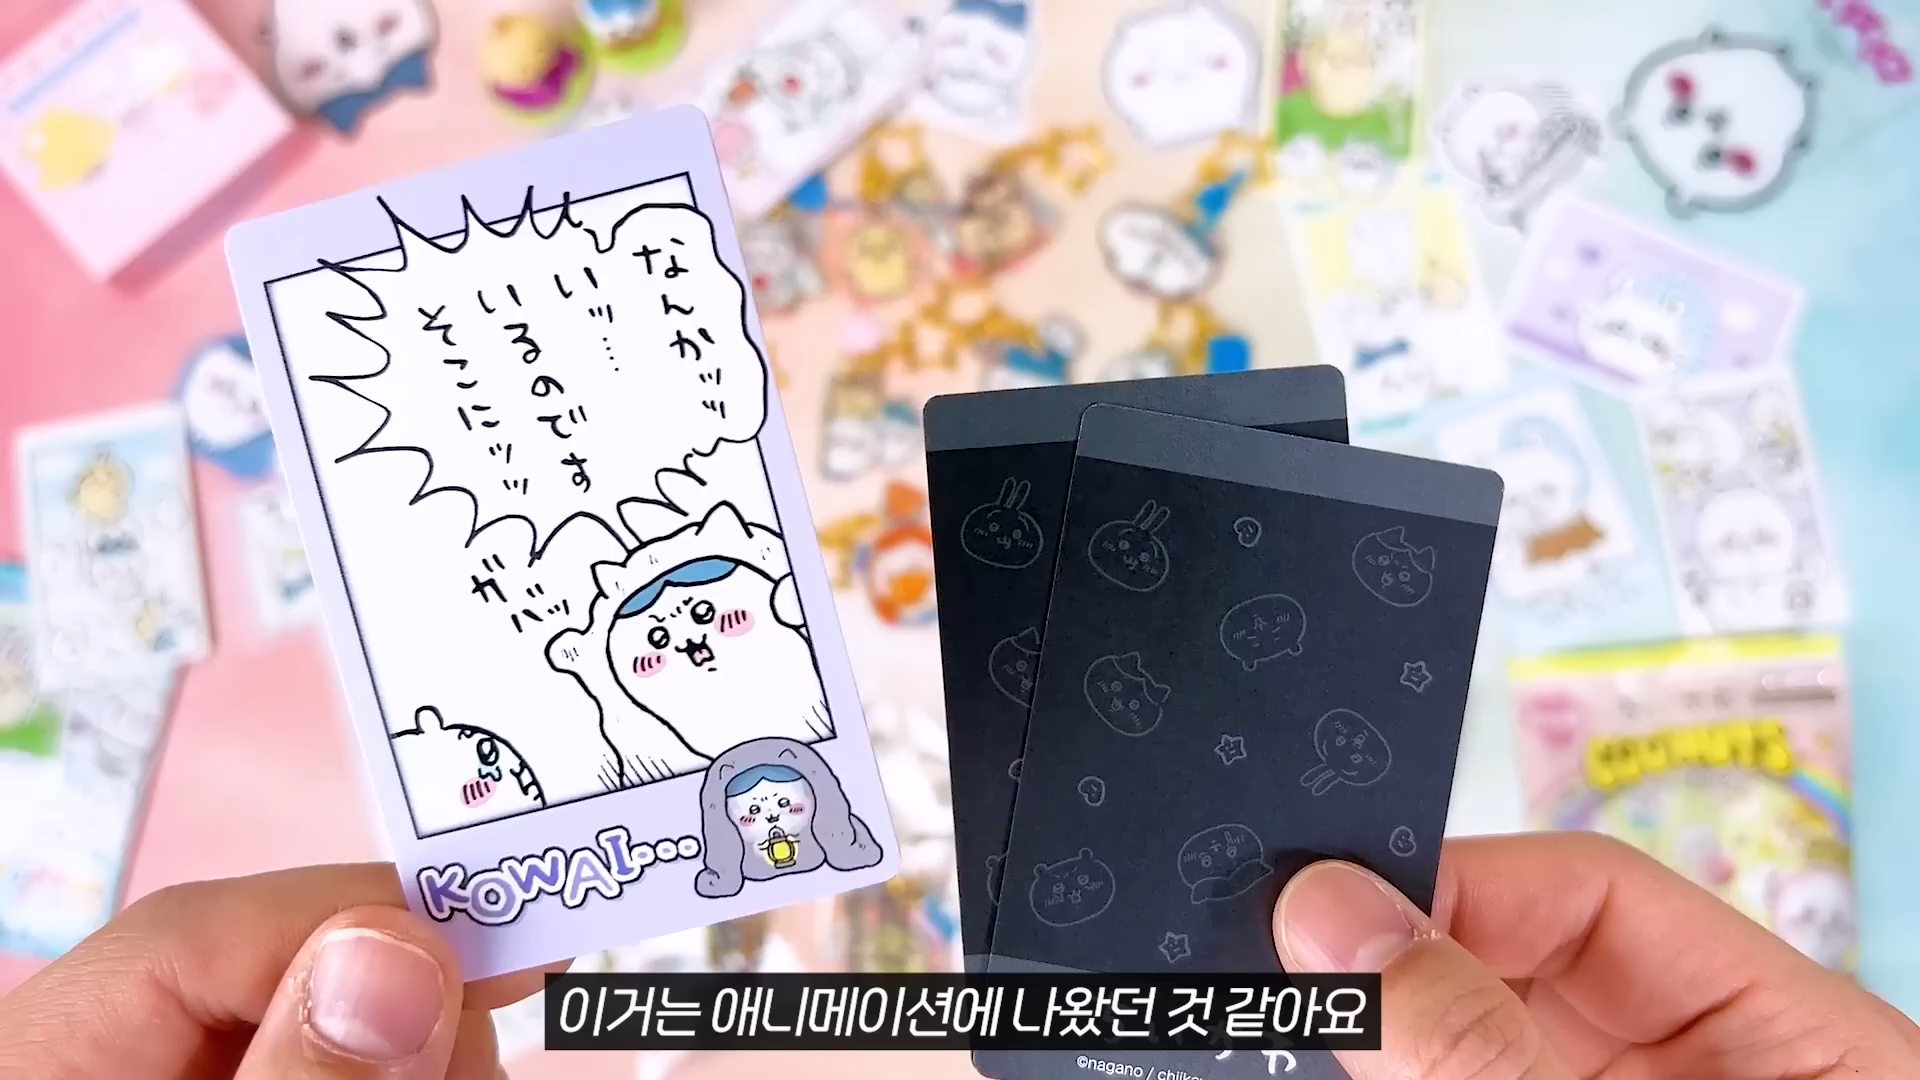 なんかッッ
いッ…
いるのです
そこにッッ
ガバッ
KOWAI...
이거는 애니메이션에 나왔던 것 같아요
©nagano / chiikawa